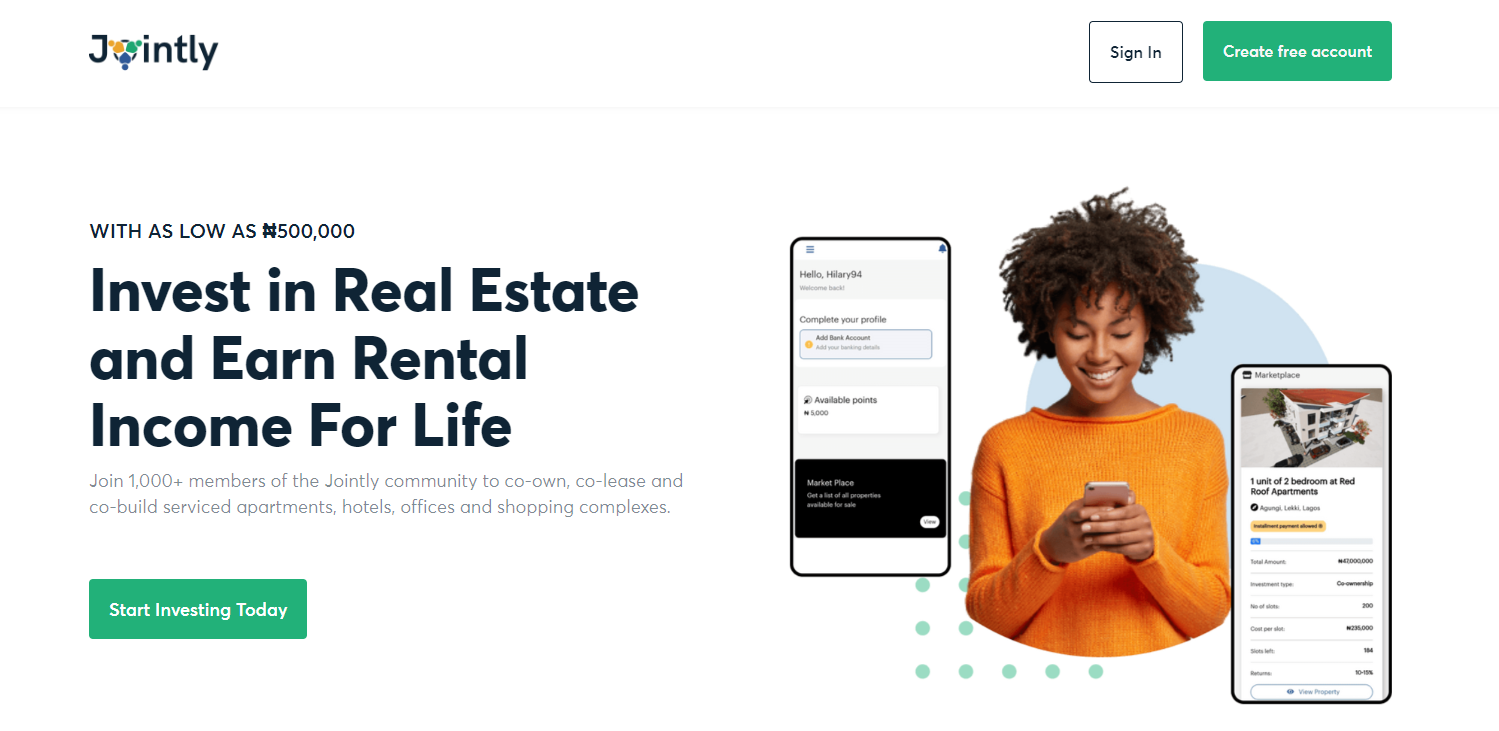 Jointly
Sign In
Create free account
WITH AS LOW AS ₦500,000
Invest in Real Estate
and Earn Rental
Income For Life
Join 1,000+ members of the Jointly community to co-own, co-lease and
co-build serviced apartments, hotels, offices and shopping complexes.
Start Investing Today
Hello, Hilary94
Welcome back!
Complete your profile
Add Bank Account
Add your banking details
Available points
₦ 5,000
Market Place
Get a list of all properties
available for sale
View
Marketplace
1 unit of 2 bedroom at Red
Roof Apartments
Agungi, Lekki, Lagos
Installment payment allowed
Total Amount: ₦47,000,000
Investment type: Co-ownership
No of slots: 200
Cost per slot: ₦235,000
Slots left: 184
Returns: 10-15%
View Property